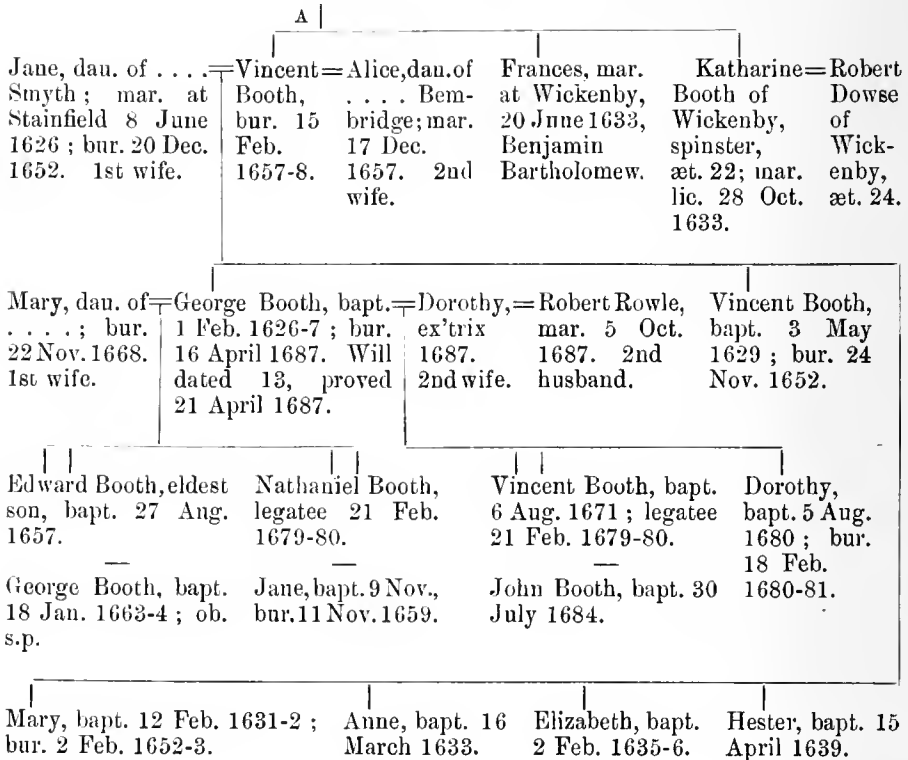 A
Jane, dau. of . . . .
Smyth ; mar. at
Stainfield 8 June
1626 ; bur. 20 Dec.
1652. 1st wife.
=Vincent=
Booth,
bur. 15
Feb.
1657-8.
Alice, dau. of
. . . . Bem-
bridge; mar.
17 Dec.
1657. 2nd
wife.
Frances, mar.
at Wickenby,
20 June 1633,
Benjamin
Bartholomew.
Katharine=
Booth of
Wickenby,
spinster,
æt. 22; mar.
lic. 28 Oct.
1633.
Robert
Dowse
of
Wick-
enby,
æt. 24.
Mary, dau. of
. . . . ; bur.
22 Nov. 1668.
1st wife.
=George Booth, bapt.=
1 Feb. 1626-7 ; bur.
16 April 1687. Will
dated 13, proved
21 April 1687.
Dorothy,=
ex'trix
1687.
2nd wife.
Robert Rowle,
mar. 5 Oct.
1687. 2nd
husband.
Vincent Booth,
bapt. 3 May
1629 ; bur. 24
Nov. 1652.
Edward Booth, eldest
son, bapt. 27 Aug.
1657.
—
George Booth, bapt.
18 Jan. 1663-4 ; ob.
s.p.
Nathaniel Booth,
legatee 21 Feb.
1679-80.
—
Jane, bapt. 9 Nov.,
bur. 11 Nov. 1659.
Vincent Booth, bapt.
6 Aug. 1671 ; legatee
21 Feb. 1679-80.
—
John Booth, bapt. 30
July 1684.
Dorothy,
bapt. 5 Aug.
1680 ; bur.
18 Feb.
1680-81.
Mary, bapt. 12 Feb. 1631-2 ;
bur. 2 Feb. 1652-3.
Anne, bapt. 16
March 1633.
Elizabeth, bapt.
2 Feb. 1635-6.
Hester, bapt. 15
April 1639.